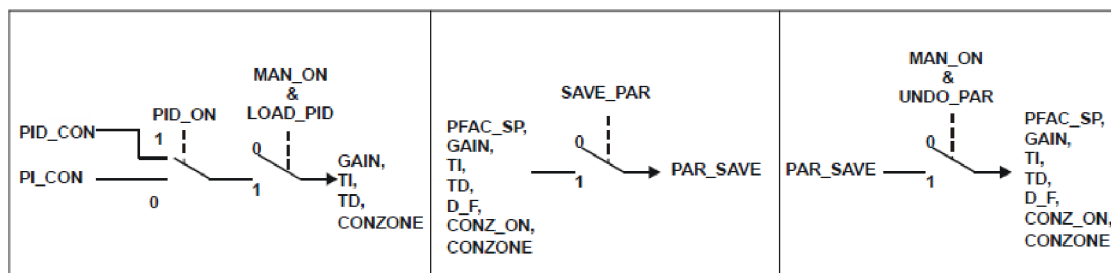 MAN_ON
&
LOAD_PID
PID_ON
PID_CON
1
0
PI_CON
0
1
GAIN,
TI,
TD,
CONZONE
SAVE_PAR
PFAC_SP,
GAIN,
TI,
TD,
D_F,
CONZ_ON,
CONZONE
0
1
PAR_SAVE
MAN_ON
&
UNDO_PAR
PAR_SAVE
0
1
PFAC_SP,
GAIN,
TI,
TD,
D_F,
CONZ_ON,
CONZONE